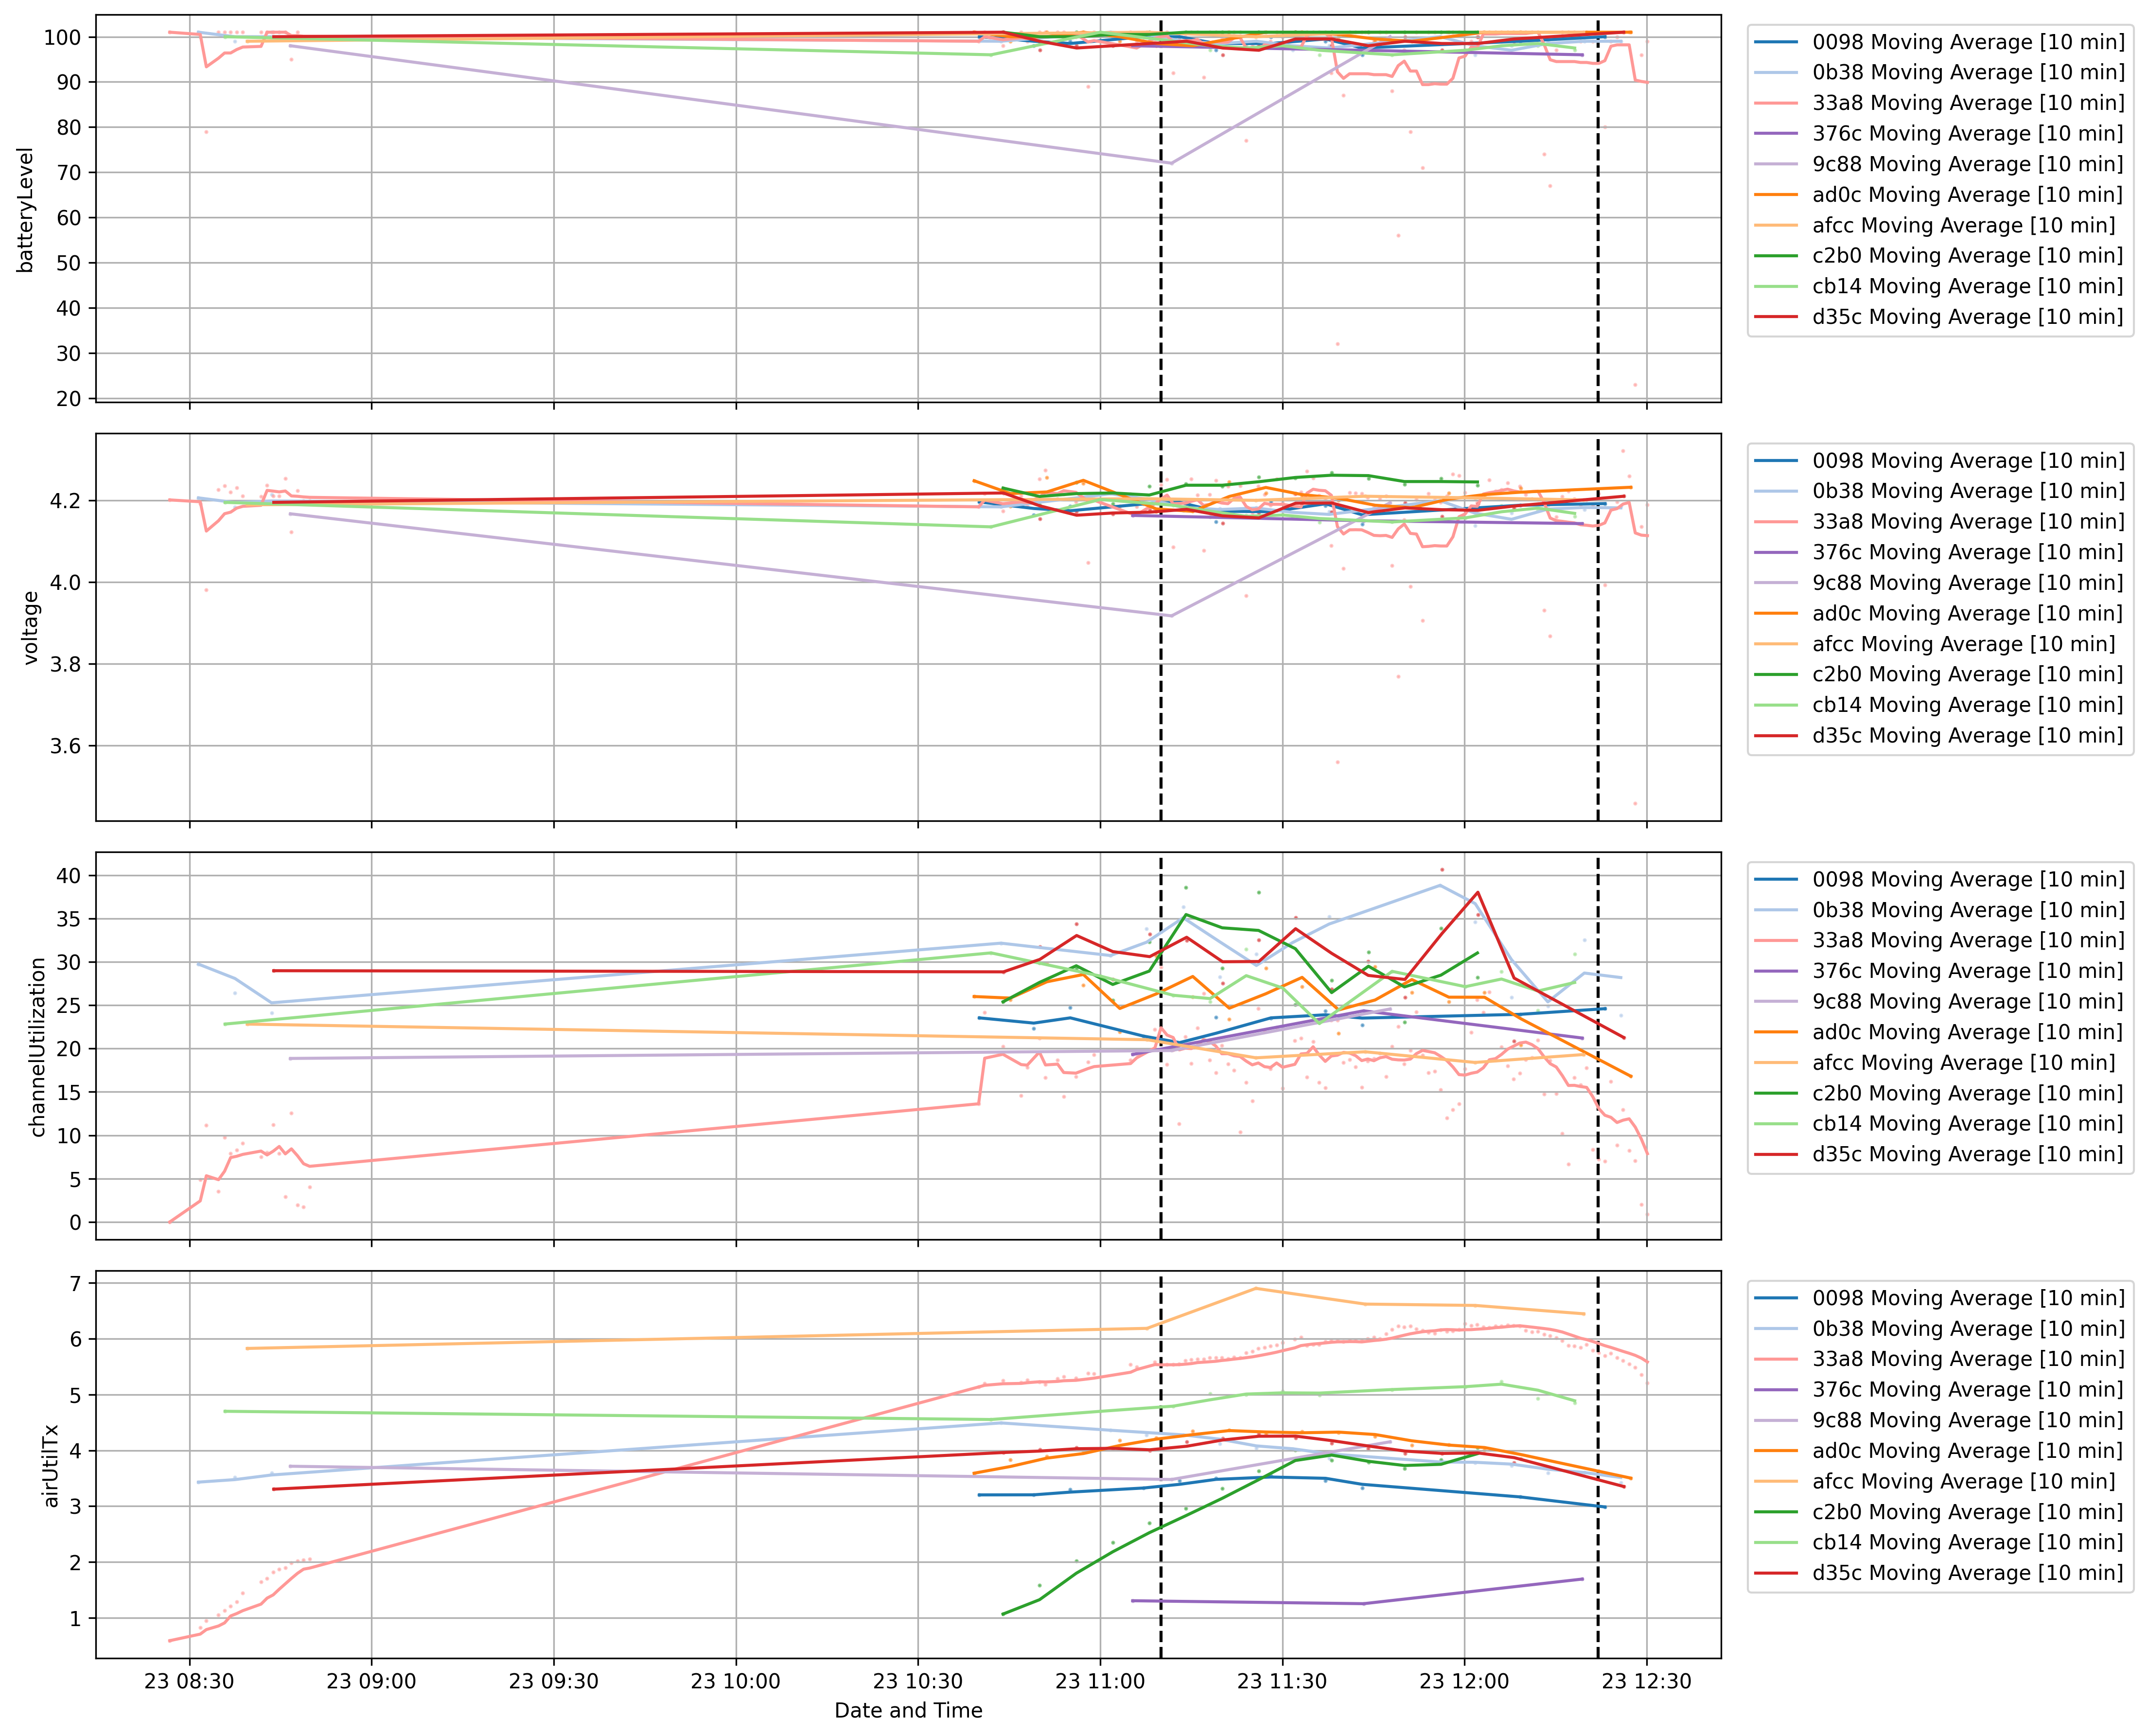 batteryLevel
100
90
80
70
60
50
40
30
20
0098 Moving Average [10 min]
0b38 Moving Average [10 min]
33a8 Moving Average [10 min]
376c Moving Average [10 min]
9c88 Moving Average [10 min]
ad0c Moving Average [10 min]
afcc Moving Average [10 min]
c2b0 Moving Average [10 min]
cb14 Moving Average [10 min]
d35c Moving Average [10 min]
voltage
4.2
4.0
3.8
3.6
0098 Moving Average [10 min]
0b38 Moving Average [10 min]
33a8 Moving Average [10 min]
376c Moving Average [10 min]
9c88 Moving Average [10 min]
ad0c Moving Average [10 min]
afcc Moving Average [10 min]
c2b0 Moving Average [10 min]
cb14 Moving Average [10 min]
d35c Moving Average [10 min]
channelUtilization
40
35
30
25
20
15
10
5
0
0098 Moving Average [10 min]
0b38 Moving Average [10 min]
33a8 Moving Average [10 min]
376c Moving Average [10 min]
9c88 Moving Average [10 min]
ad0c Moving Average [10 min]
afcc Moving Average [10 min]
c2b0 Moving Average [10 min]
cb14 Moving Average [10 min]
d35c Moving Average [10 min]
airUtilTx
7
6
5
4
3
2
1
0098 Moving Average [10 min]
0b38 Moving Average [10 min]
33a8 Moving Average [10 min]
376c Moving Average [10 min]
9c88 Moving Average [10 min]
ad0c Moving Average [10 min]
afcc Moving Average [10 min]
c2b0 Moving Average [10 min]
cb14 Moving Average [10 min]
d35c Moving Average [10 min]
23 08:30 23 09:00 23 09:30 23 10:00 23 10:30 23 11:00 23 11:30 23 12:00 23 12:30
Date and Time